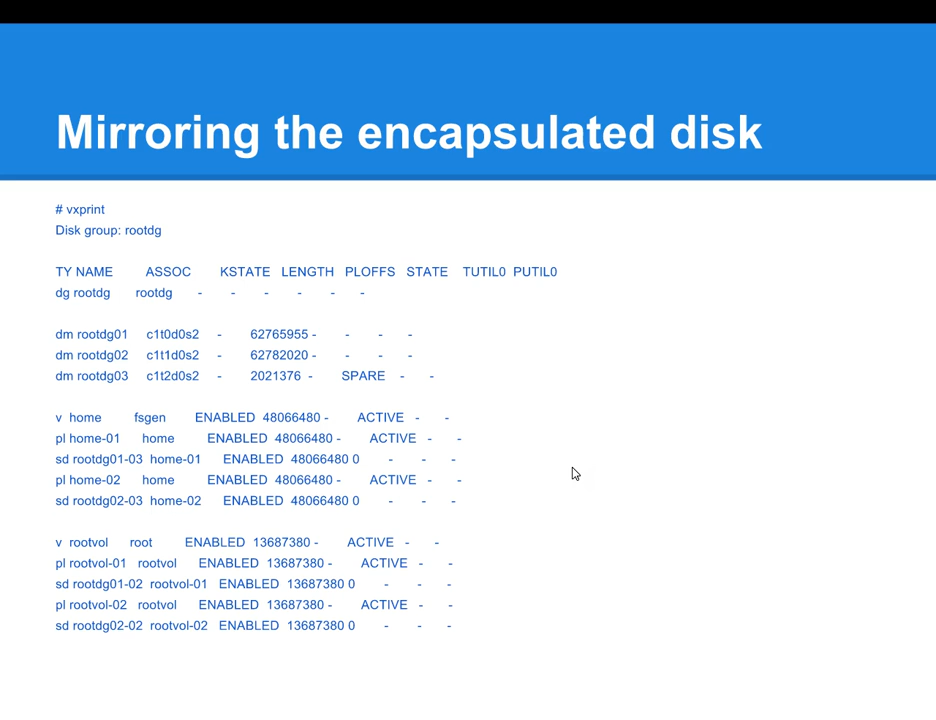 Mirroring the encapsulated disk
# vxprint
Disk group: rootdg
TY NAME ASSOC KSTATE LENGTH PLOFFS STATE TUTIL0 PUTIL0
dg rootdg rootdg - - - - - -
dm rootdg01 c1t0d0s2 - 62765955 - - - -
dm rootdg02 c1t1d0s2 - 62782020 - - - -
dm rootdg03 c1t2d0s2 - 2021376 - SPARE - -
v home fsgen ENABLED 48066480 - ACTIVE - -
pl home-01 home ENABLED 48066480 - ACTIVE - -
sd rootdg01-03 home-01 ENABLED 48066480 0 - - -
pl home-02 home ENABLED 48066480 - ACTIVE - -
sd rootdg02-03 home-02 ENABLED 48066480 0 - - -
v rootvol root ENABLED 13687380 - ACTIVE - -
pl rootvol-01 rootvol ENABLED 13687380 - ACTIVE - -
sd rootdg01-02 rootvol-01 ENABLED 13687380 0 - - -
pl rootvol-02 rootvol ENABLED 13687380 - ACTIVE - -
sd rootdg02-02 rootvol-02 ENABLED 13687380 0 - - -